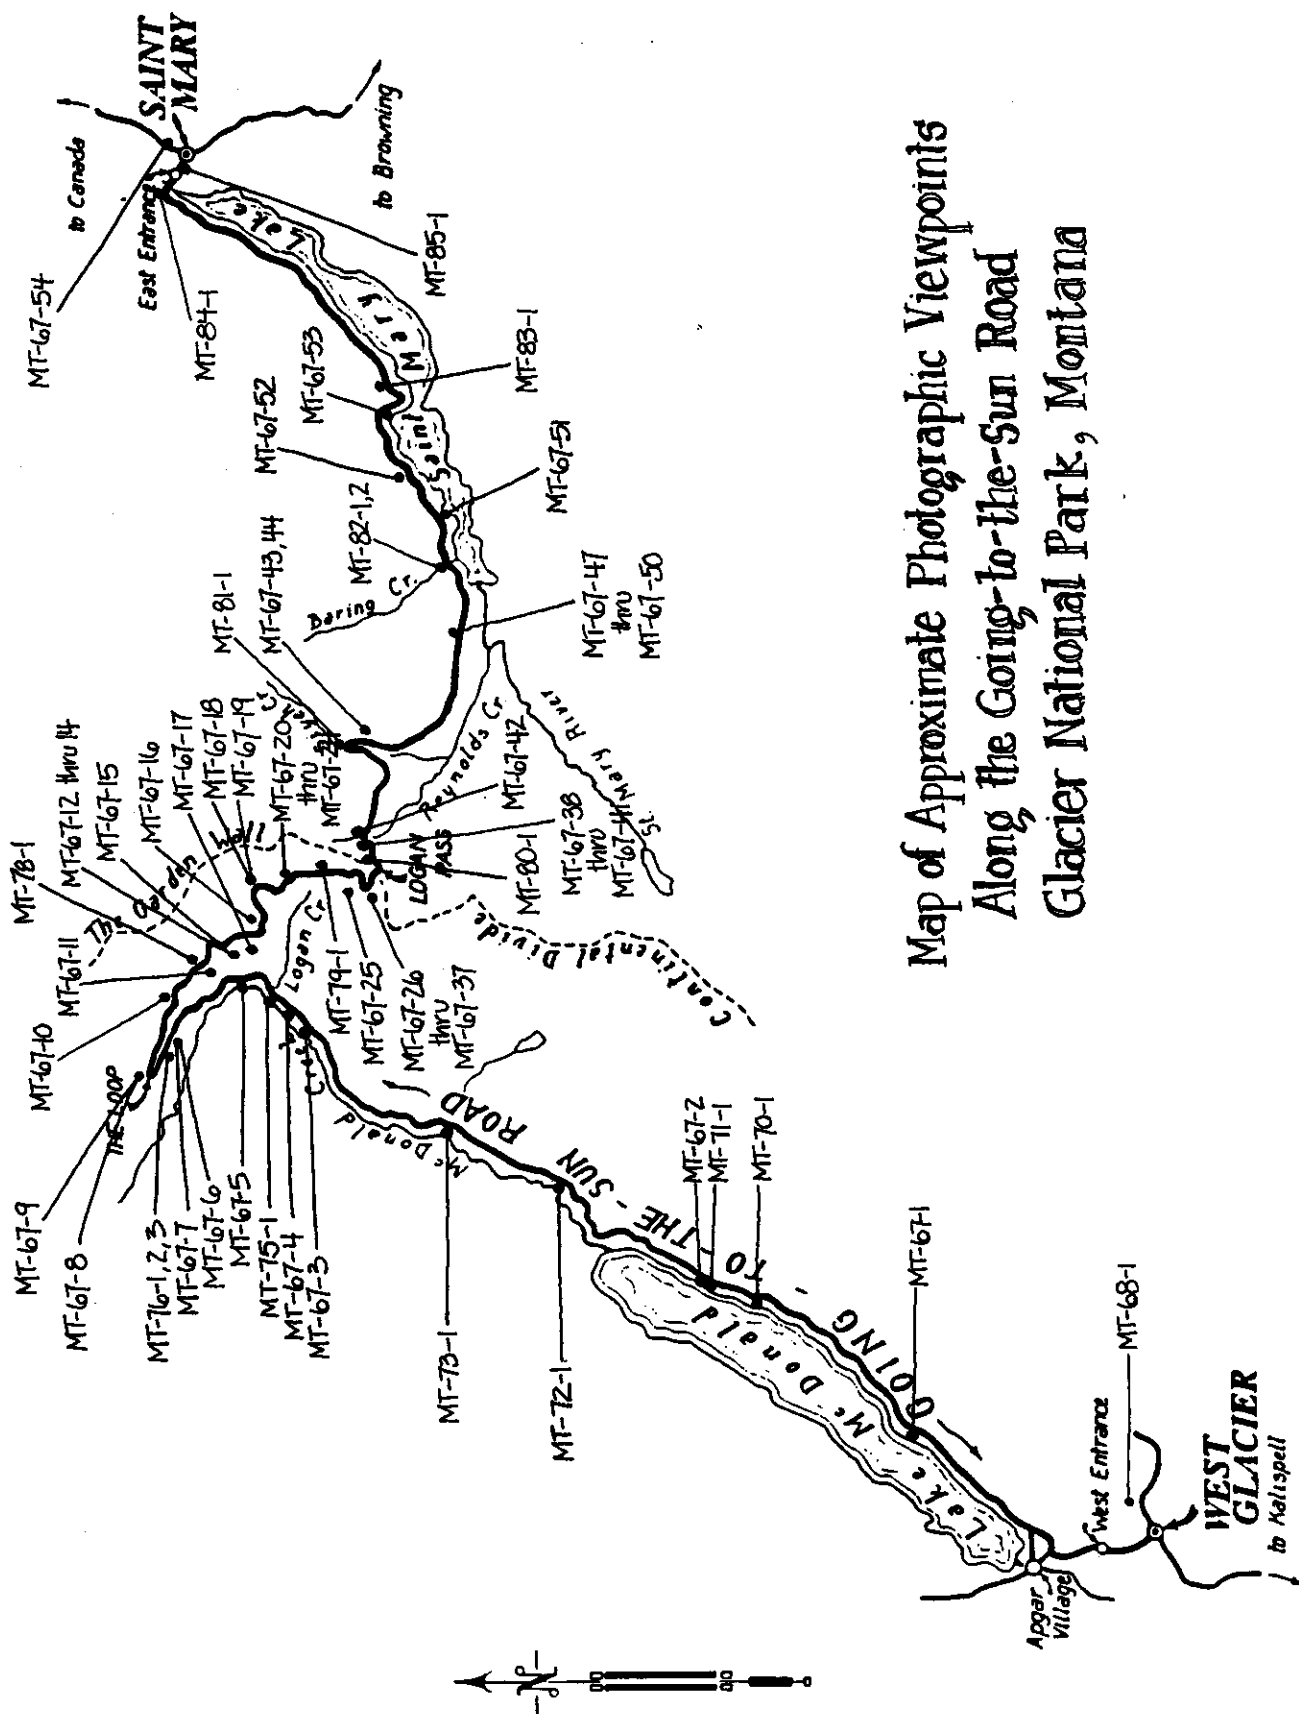 SAINT
MARY
to Canada
to Browning
East Entrance
MT-67-54
MT-84-1
MT-85-1
Saint Mary Lake
MT-67-53
MT-83-1
MT-67-52
MT-67-51
MT-82-1,2
Baring Cr.
MT-67-43,44
MT-81-1
MT-67-47
thru
MT-67-50
Reynolds Cr.
St. Mary River
MT-67-42
MT-67-38
thru
MT-80-1
LOGAN
PASS
Continental Divide
MT-67-20
thru
MT-67-19
MT-67-18
MT-67-17
MT-67-16
MT-67-15
MT-67-12 thru 14
MT-78-1
MT-67-11
MT-67-10
The Garden Wall
Logan Cr.
MT-79-1
MT-67-25
MT-67-26
thru
MT-67-37
THE LOOP
MT-67-9
MT-67-8
MT-76-1,2,3
MT-67-7
MT-67-6
MT-67-5
MT-75-1
MT-67-4
MT-67-3
McDonald Creek
MT-73-1
MT-72-1
GOING-TO-THE-SUN ROAD
MT-67-2
MT-71-1
MT-70-1
MT-67-1
Lake McDonald
MT-68-1
West Entrance
Apgar
Village
WEST
GLACIER
to Kalispell
N
Map of Approximate Photographic Viewpoints
Along the Going-to-the-Sun Road
Glacier National Park, Montana